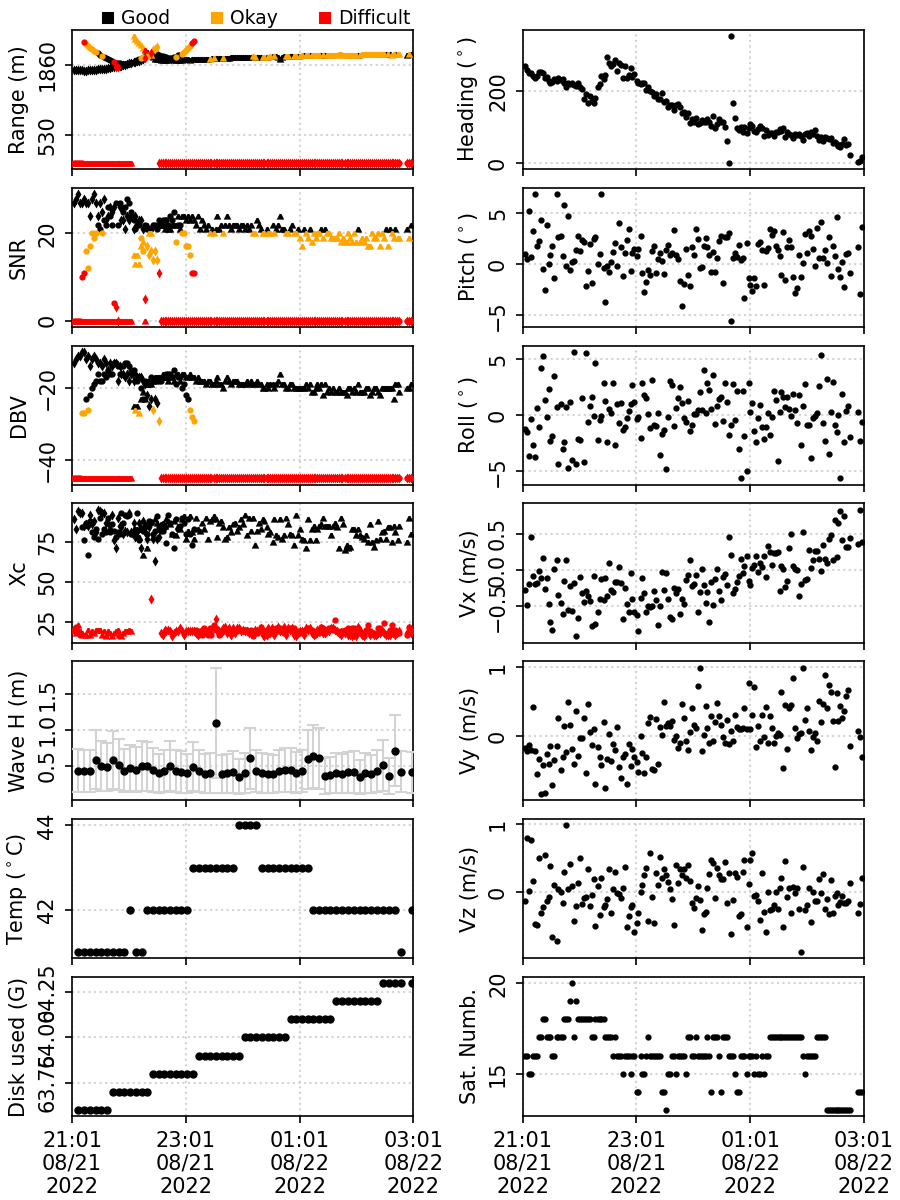 Good Okay Difficult
Range (m)
1860
530
Heading (°)
200
0
SNR
20
0
Pitch (°)
5
0
−5
DBV
−20
−40
Roll (°)
5
0
−5
Xc
75
50
25
Vx (m/s)
0.5
0.0
−0.5
Wave H (m)
1.5
1.0
0.5
Vy (m/s)
1
0
Temp (°C)
44
42
Vz (m/s)
1
0
Disk used (G)
64.25
64.00
63.76
Sat. Numb.
20
15
21:01 23:01 01:01 03:01
08/21 08/21 08/22 08/22
2022 2022 2022 2022
21:01 23:01 01:01 03:01
08/21 08/21 08/22 08/22
2022 2022 2022 2022